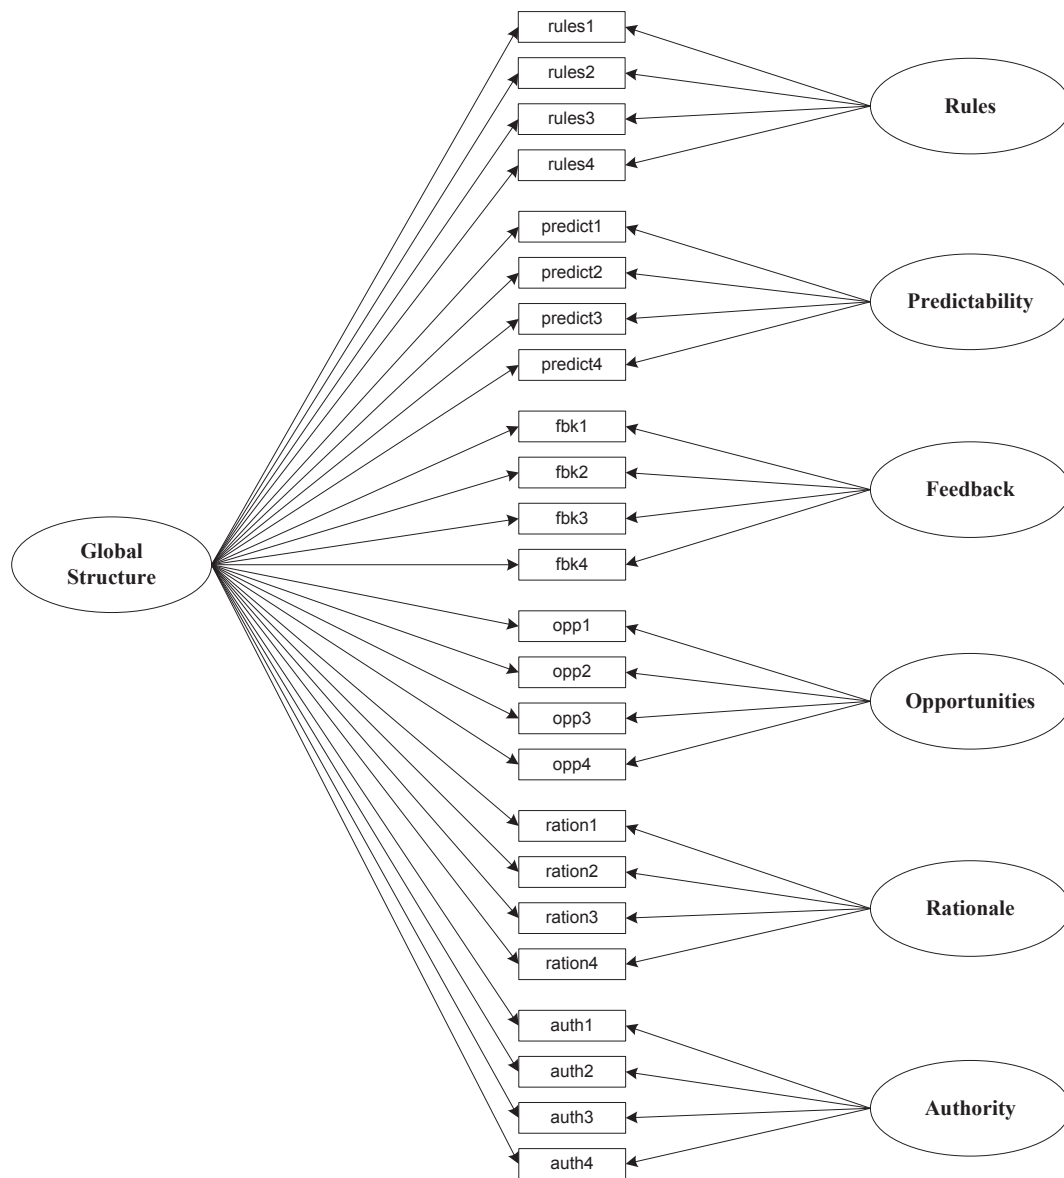 rules1
rules2
rules3
rules4
Rules
predict1
predict2
predict3
predict4
Predictability
fbk1
fbk2
fbk3
fbk4
Feedback
Global
Structure
opp1
opp2
opp3
opp4
Opportunities
ration1
ration2
ration3
ration4
Rationale
auth1
auth2
auth3
auth4
Authority